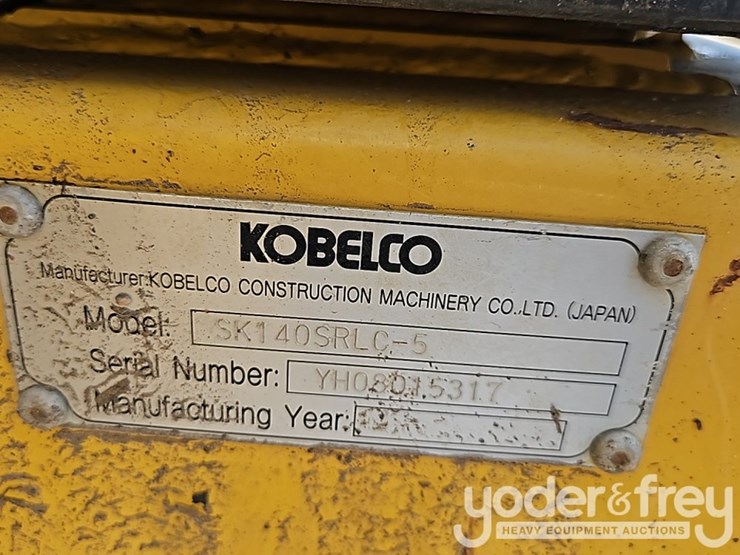 KOBELCO
Manufacturer:KOBELCO CONSTRUCTION MACHINERY CO.,LTD. (JAPAN)
Model: SK140SRLC-5
Serial Number: YH08015317
Manufacturing Year:
yoder&frey
HEAVY EQUIPMENT AUCTIONS